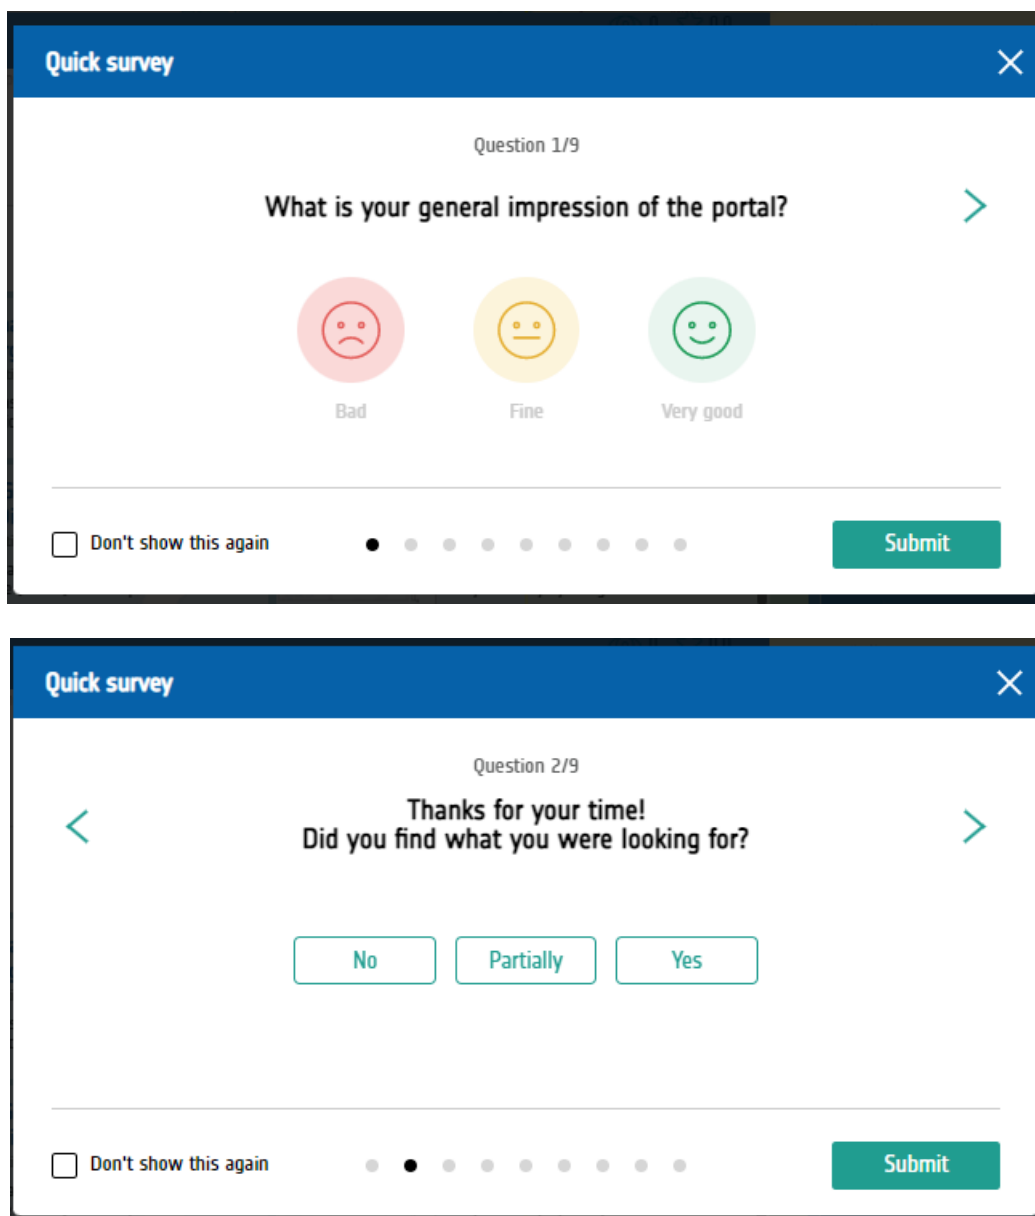 Quick survey
Question 1/9
What is your general impression of the portal?
Bad
Fine
Very good
Don't show this again
Submit
Quick survey
Question 2/9
Thanks for your time!
Did you find what you were looking for?
No
Partially
Yes
Don't show this again
Submit